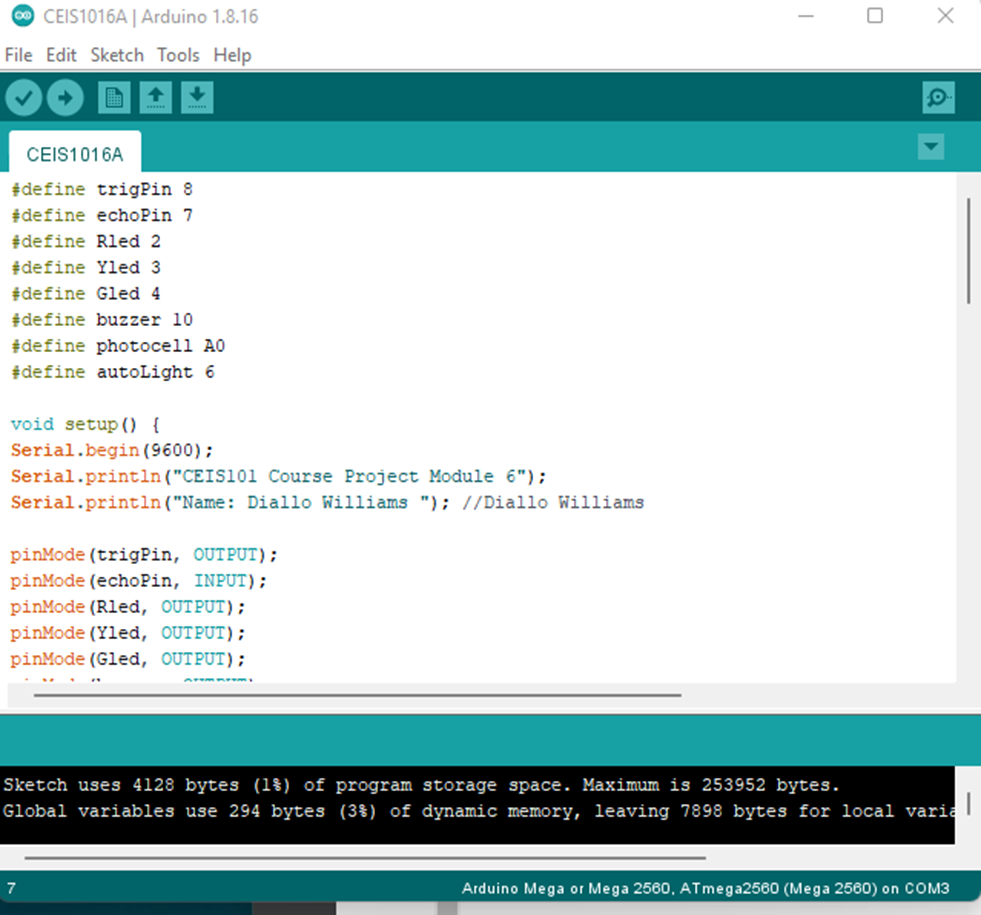 CEIS1016A | Arduino 1.8.16
File Edit Sketch Tools Help
CEIS1016A
#define trigPin 8
#define echoPin 7
#define Rled 2
#define Yled 3
#define Gled 4
#define buzzer 10
#define photocell A0
#define autoLight 6
void setup() {
Serial.begin(9600);
Serial.println("CEIS101 Course Project Module 6");
Serial.println("Name: Diallo Williams "); //Diallo Williams
pinMode(trigPin, OUTPUT);
pinMode(echoPin, INPUT);
pinMode(Rled, OUTPUT);
pinMode(Yled, OUTPUT);
pinMode(Gled, OUTPUT);
Sketch uses 4128 bytes (1%) of program storage space. Maximum is 253952 bytes.
Global variables use 294 bytes (3%) of dynamic memory, leaving 7898 bytes for local varia
7
Arduino Mega or Mega 2560, ATmega2560 (Mega 2560) on COM3